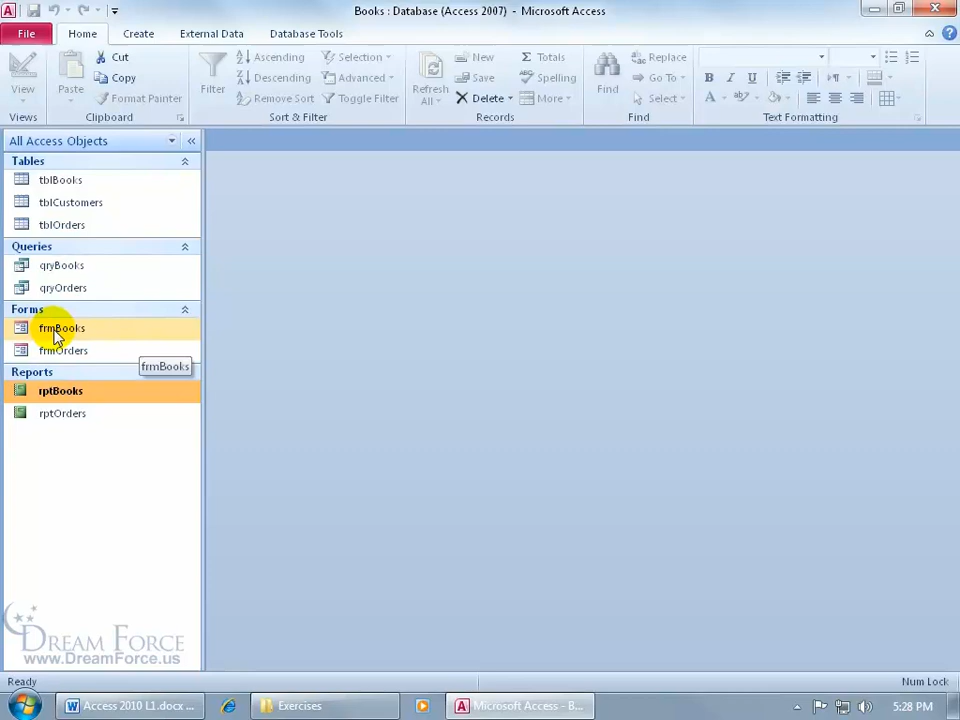 Books : Database (Access 2007) - Microsoft Access
File Home Create External Data Database Tools
View
Views
Paste
Cut
Copy
Format Painter
Clipboard
Filter
Ascending
Descending
Remove Sort
Selection
Advanced
Toggle Filter
Sort & Filter
Refresh
All
New
Save
Delete
Totals
Spelling
More
Records
Find
Replace
Go To
Select
Find
B I U
A ab
Text Formatting
All Access Objects
Tables
tblBooks
tblCustomers
tblOrders
Queries
qryBooks
qryOrders
Forms
frmBooks
frmOrders
frmBooks
Reports
rptBooks
rptOrders
DREAM FORCE
www.DreamForce.us
Ready
Num Lock
Access 2010 L1.docx ...
Exercises
Microsoft Access - B...
5:28 PM